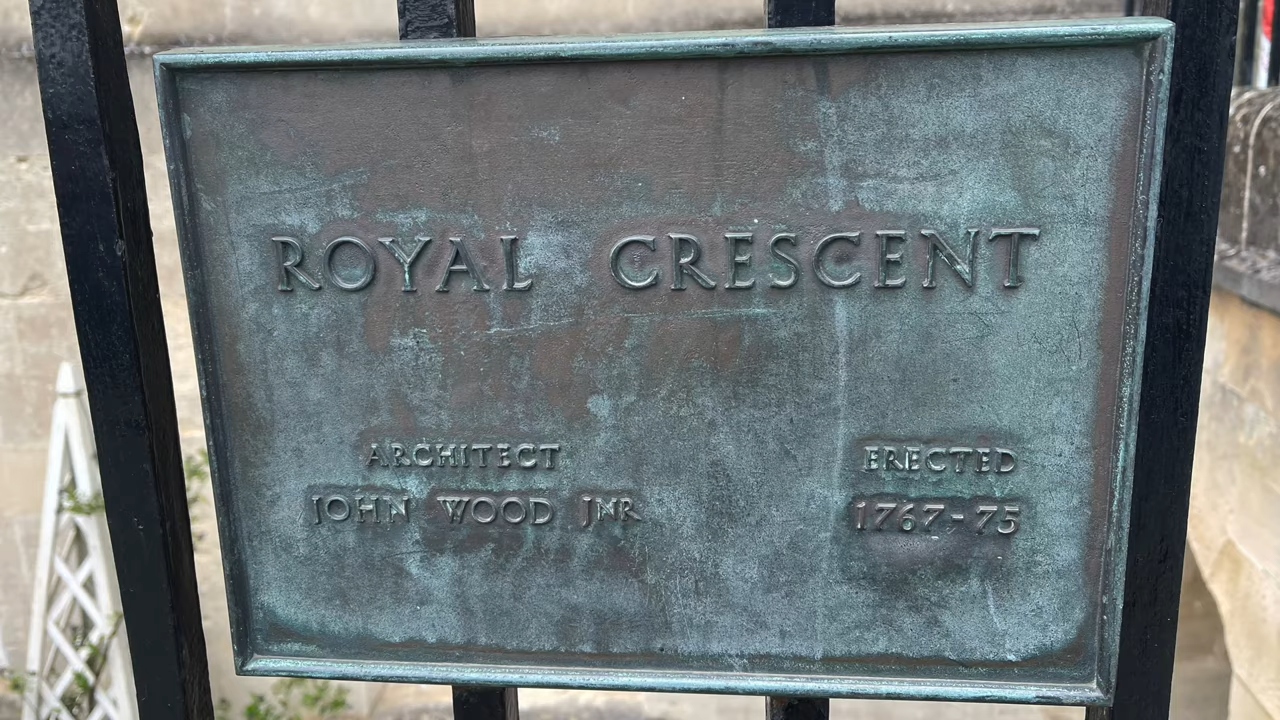 ROYAL CRESCENT
ARCHITECT
JOHN WOOD JNR
ERECTED
1767-75